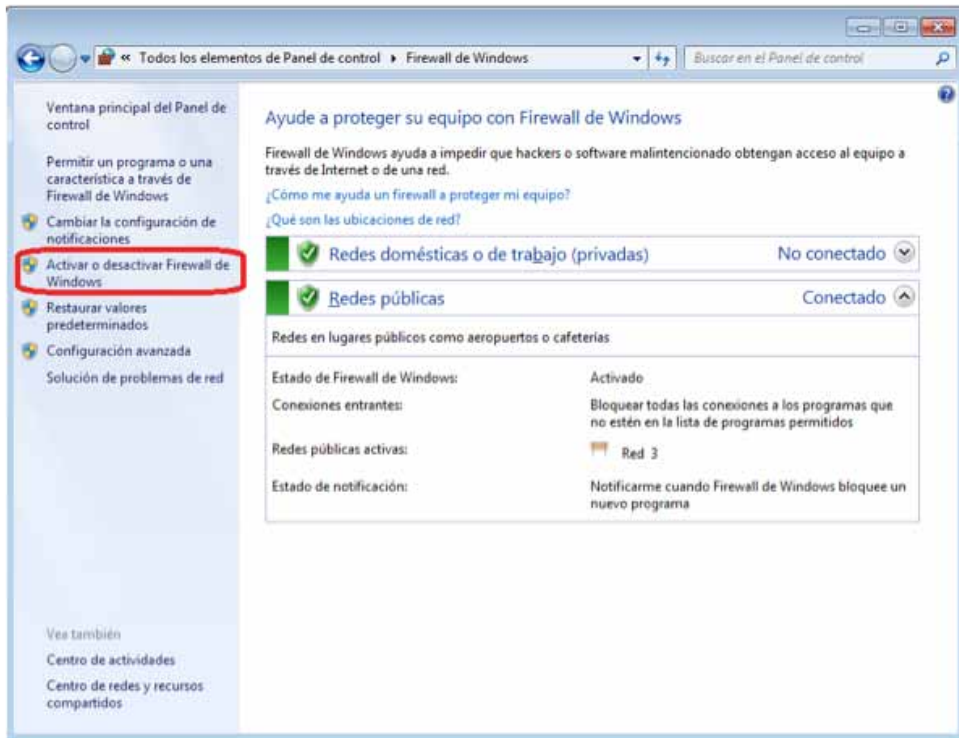 « Todos los elementos de Panel de control ▸ Firewall de Windows
Buscar en el Panel de control
Ventana principal del Panel de
control
Permitir un programa o una
característica a través de
Firewall de Windows
Cambiar la configuración de
notificaciones
Activar o desactivar Firewall de
Windows
Restaurar valores
predeterminados
Configuración avanzada
Solución de problemas de red
Vea también
Centro de actividades
Centro de redes y recursos
compartidos
Ayude a proteger su equipo con Firewall de Windows
Firewall de Windows ayuda a impedir que hackers o software malintencionado obtengan acceso al equipo a
través de Internet o de una red.
¿Cómo me ayuda un firewall a proteger mi equipo?
¿Qué son las ubicaciones de red?
Redes domésticas o de trabajo (privadas) No conectado
Redes públicas Conectado
Redes en lugares públicos como aeropuertos o cafeterías
Estado de Firewall de Windows: Activado
Conexiones entrantes: Bloquear todas las conexiones a los programas que
no estén en la lista de programas permitidos
Redes públicas activas: Red 3
Estado de notificación: Notificarme cuando Firewall de Windows bloquee un
nuevo programa